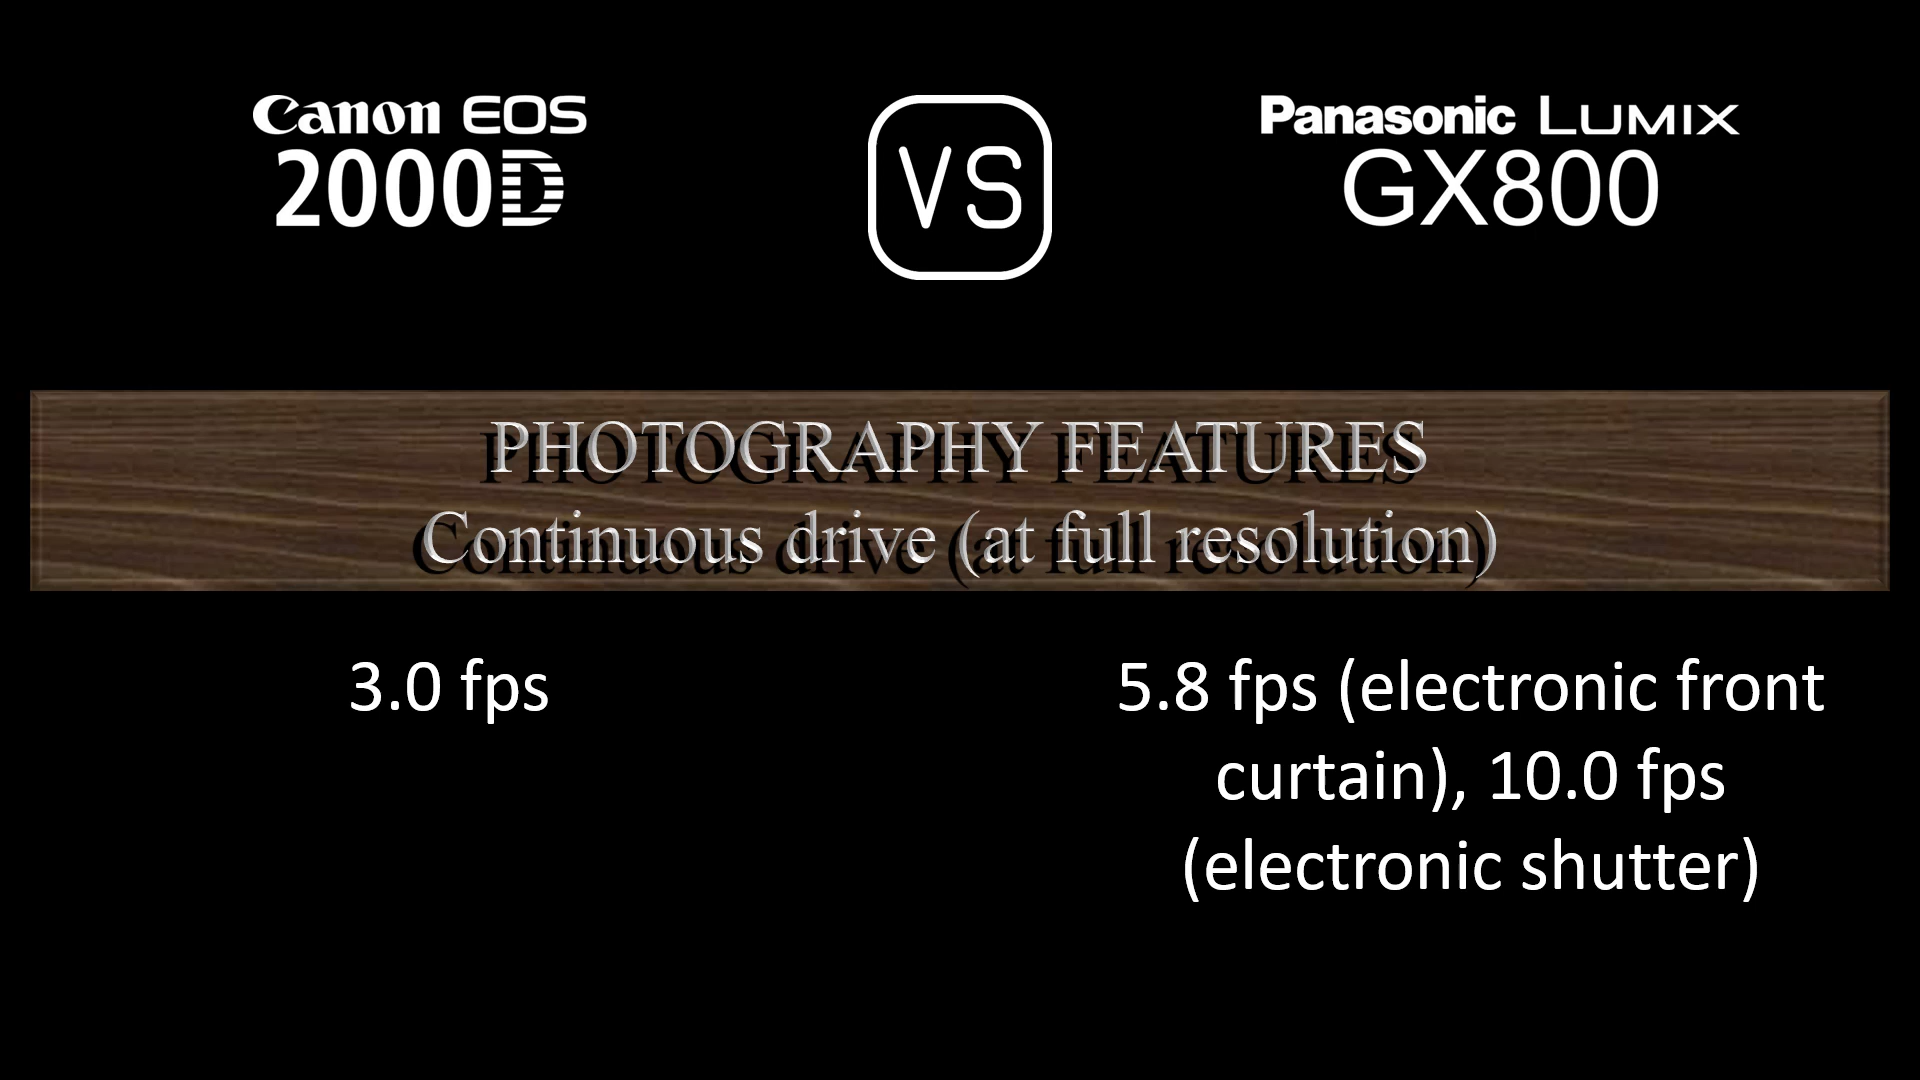 Canon EOS
2000D
VS
Panasonic LUMIX
GX800
PHOTOGRAPHY FEATURES
Continuous drive (at full resolution)
3.0 fps
5.8 fps (electronic front
curtain), 10.0 fps
(electronic shutter)